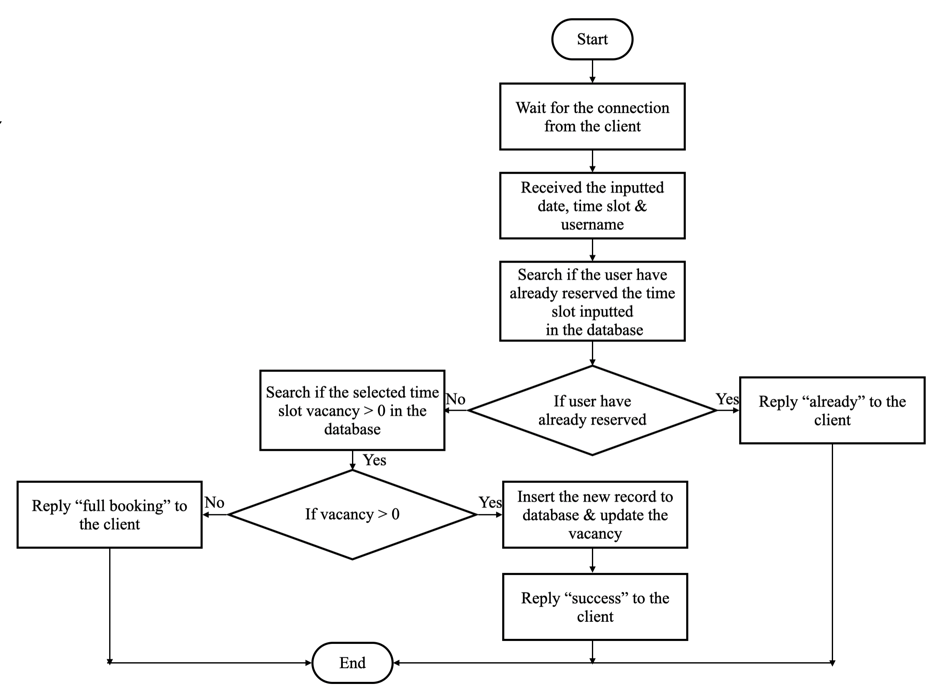 Start
Wait for the connection
from the client
Received the inputted
date, time slot &
username
Search if the user have
already reserved the time
slot inputted
in the database
If user have
already reserved
No
Yes
Search if the selected time
slot vacancy > 0 in the
database
Reply “already” to the
client
Yes
If vacancy > 0
No
Yes
Reply “full booking” to
the client
Insert the new record to
database & update the
vacancy
Reply “success” to the
client
End